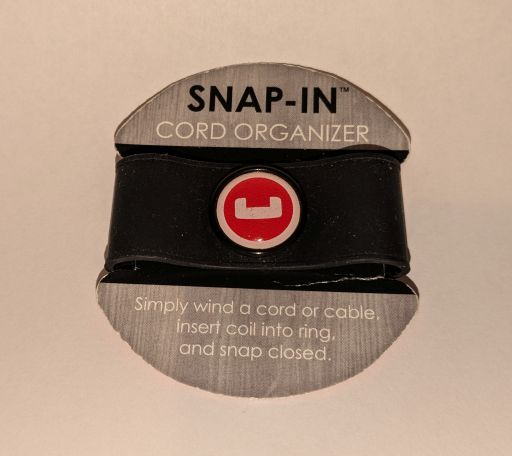 SNAP-IN™
CORD ORGANIZER
Simply wind a cord or cable,
insert coil into ring,
and snap closed.